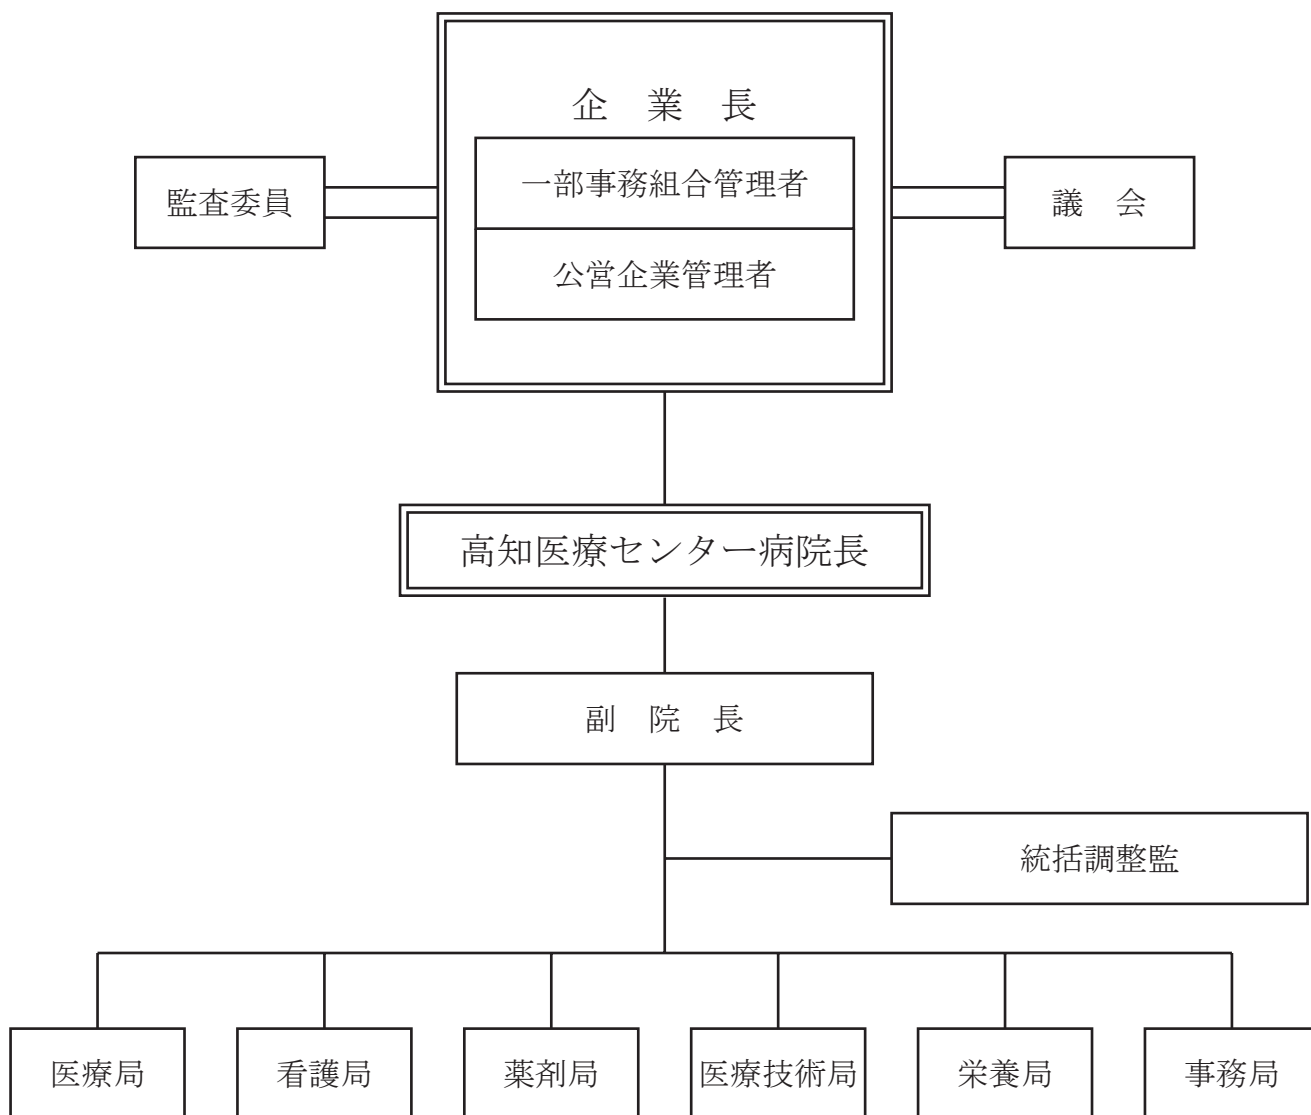 企　業　長
一部事務組合管理者
監査委員
議　会
公営企業管理者
高知医療センター病院長
副　院　長
統括調整監
医療局
看護局
薬剤局
医療技術局
栄養局
事務局